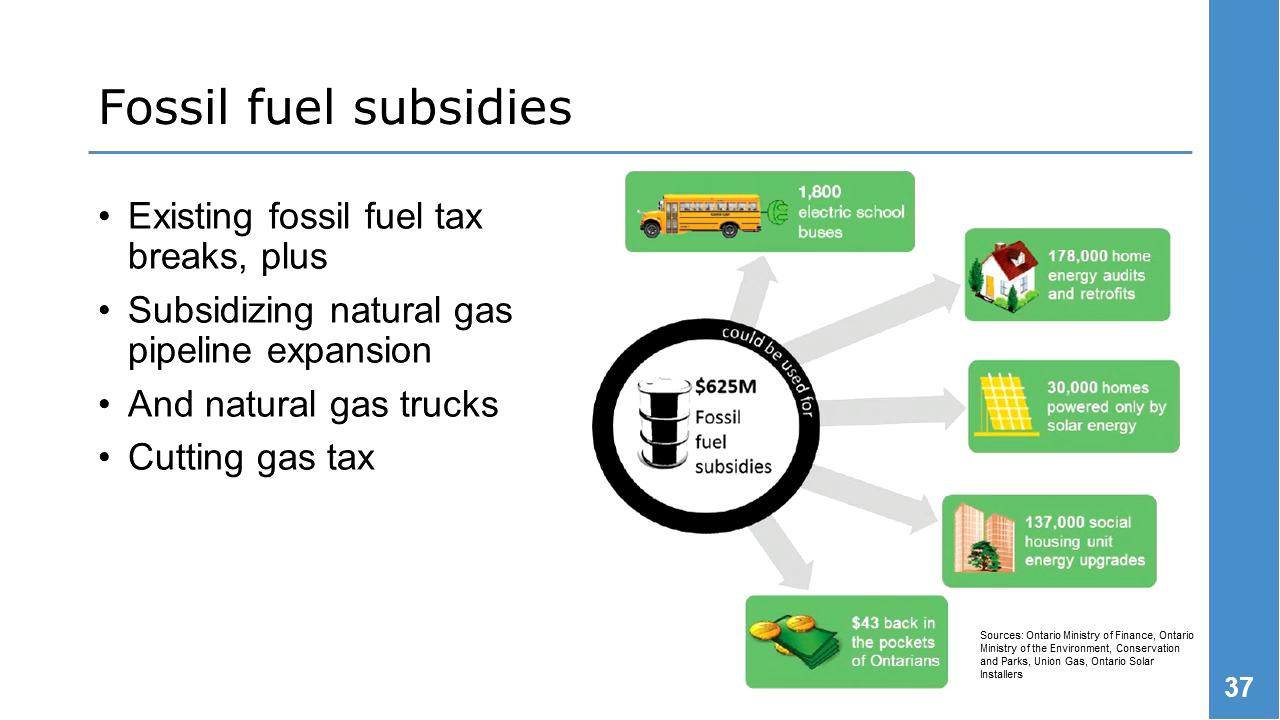 Fossil fuel subsidies
• Existing fossil fuel tax
breaks, plus
• Subsidizing natural gas
pipeline expansion
• And natural gas trucks
• Cutting gas tax
1,800
electric school
buses
178,000 home
energy audits
and retrofits
could be used for
$625M
Fossil
fuel
subsidies
30,000 homes
powered only by
solar energy
137,000 social
housing unit
energy upgrades
$43 back in
the pockets
of Ontarians
Sources: Ontario Ministry of Finance, Ontario
Ministry of the Environment, Conservation
and Parks, Union Gas, Ontario Solar
Installers
37